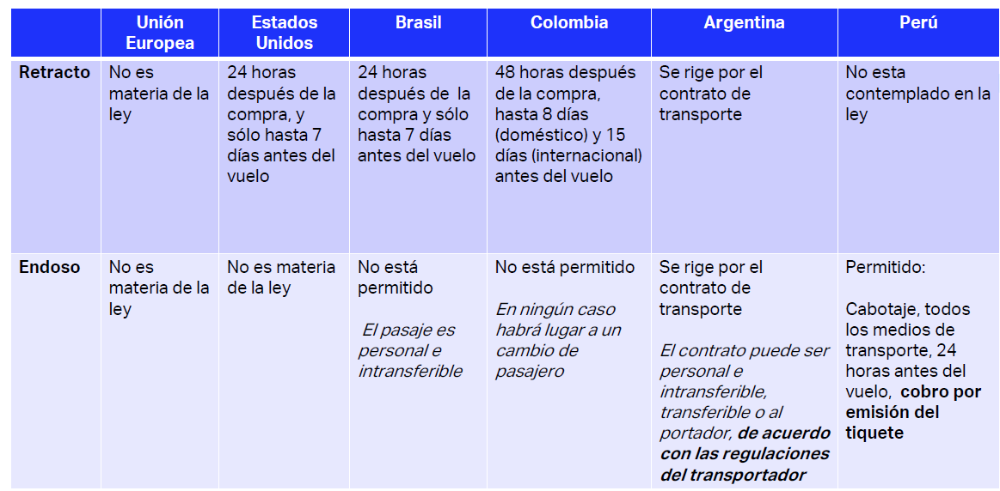 Unión
Europea
Estados
Unidos
Brasil
Colombia
Argentina
Perú
Retracto
No es
materia de la
ley
24 horas
después de la
compra, y
sólo hasta 7
días antes del
vuelo
24 horas
después de  la
compra y sólo
hasta 7 días
antes del vuelo
48 horas después
de la compra,
hasta 8 días
(doméstico) y 15
días (internacional)
antes del vuelo
Se rige por el
contrato de
transporte
No esta
contemplado en la
ley
Endoso
No es
materia de la
ley
No es materia
de la ley
No está
permitido
El pasaje es
personal e
intransferible
No está permitido
En ningún caso
habrá lugar a un
cambio de
pasajero
Se rige por el
contrato de
transporte
El contrato puede ser
personal e
intransferible,
transferible o al
portador, de acuerdo
con las regulaciones
del transportador
Permitido:
Cabotaje, todos
los medios de
transporte, 24
horas antes del
vuelo,  cobro por
emisión del
tiquete